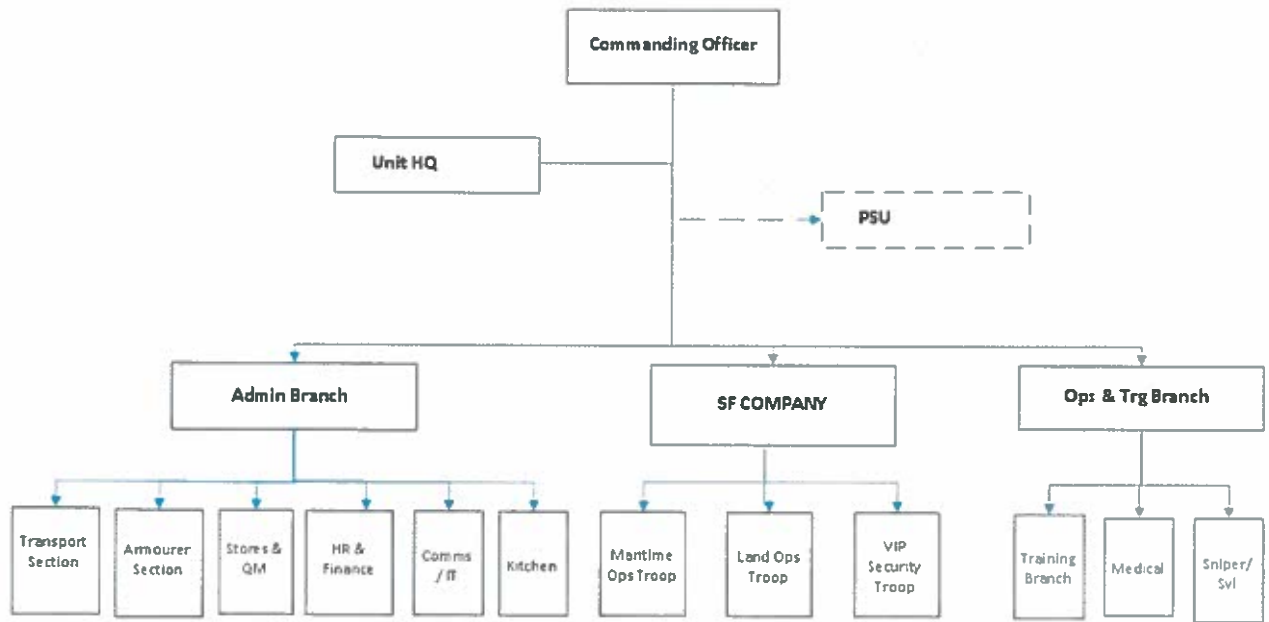 Commanding Officer
Unit HQ
PSU
Admin Branch
SF COMPANY
Ops & Trg Branch
Transport
Section
Armourer
Section
Stores &
QM
HR &
Finance
Comms
/ IT
Kitchen
Maritime
Ops Troop
Land Ops
Troop
VIP
Security
Troop
Training
Branch
Medical
Sniper/
Svl